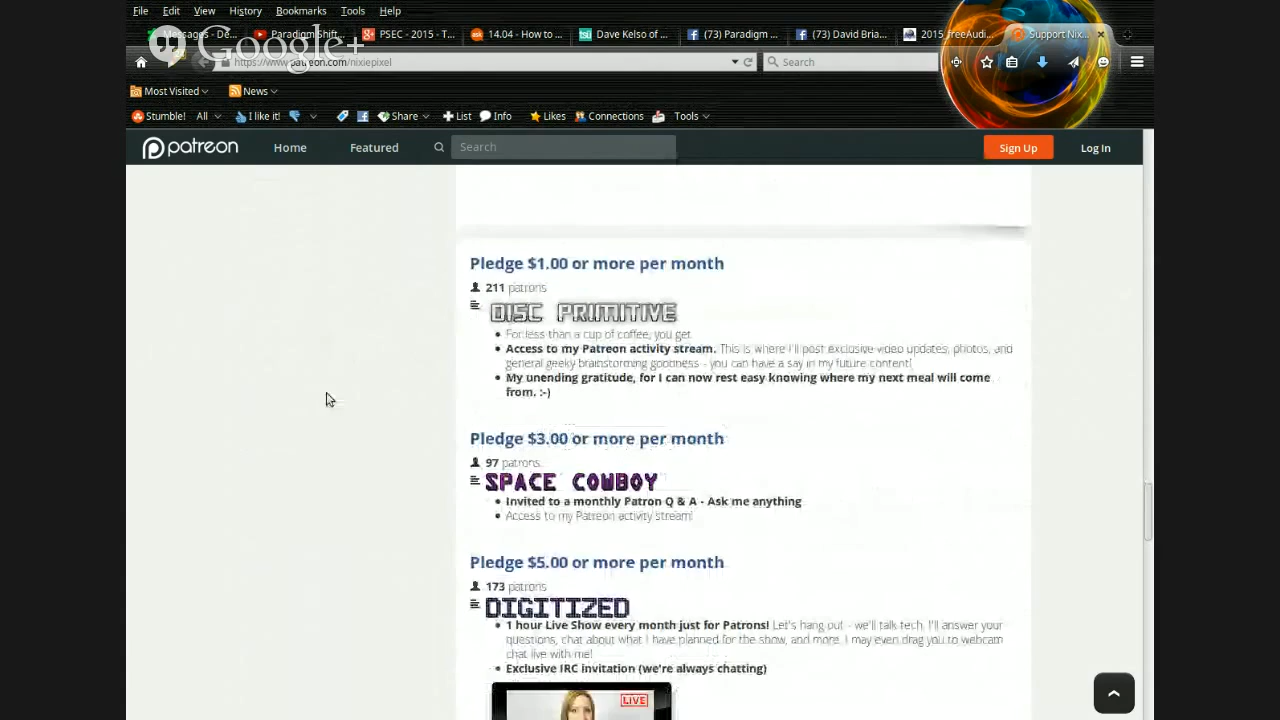 File Edit View History Bookmarks Tools Help
Messages - De... Paradigm Shift... PSEC - 2015 - T... 14.04 - How to ... Dave Kelso of ... (73) Paradigm ... (73) David Bria... 2015_freeAudi... Support Nix...
Google+
https://www.patreon.com/nixiepixel Search
Most Visited News
Stumble! All I like it! Share List Info Likes Connections Tools
patreon Home Featured Search Sign Up Log In
Pledge $1.00 or more per month
211 patrons
DISC PRIMITIVE
For less than a cup of coffee, you get
Access to my Patreon activity stream. This is where I'll post exclusive video updates, photos, and
general geeky brainstorming goodness - you can have a say in my future content!
My unending gratitude, for I can now rest easy knowing where my next meal will come
from. :-)
Pledge $3.00 or more per month
97 patrons
SPACE COWBOY
Invited to a monthly Patron Q & A - Ask me anything
Access to my Patreon activity stream!
Pledge $5.00 or more per month
173 patrons
DIGITIZED
1 hour Live Show every month just for Patrons! Let's hang out - we'll talk tech, I'll answer your
questions, chat about what I have planned for the show, and more. I may even drag you to webcam
chat live with me!
Exclusive IRC invitation (we're always chatting)
LIVE